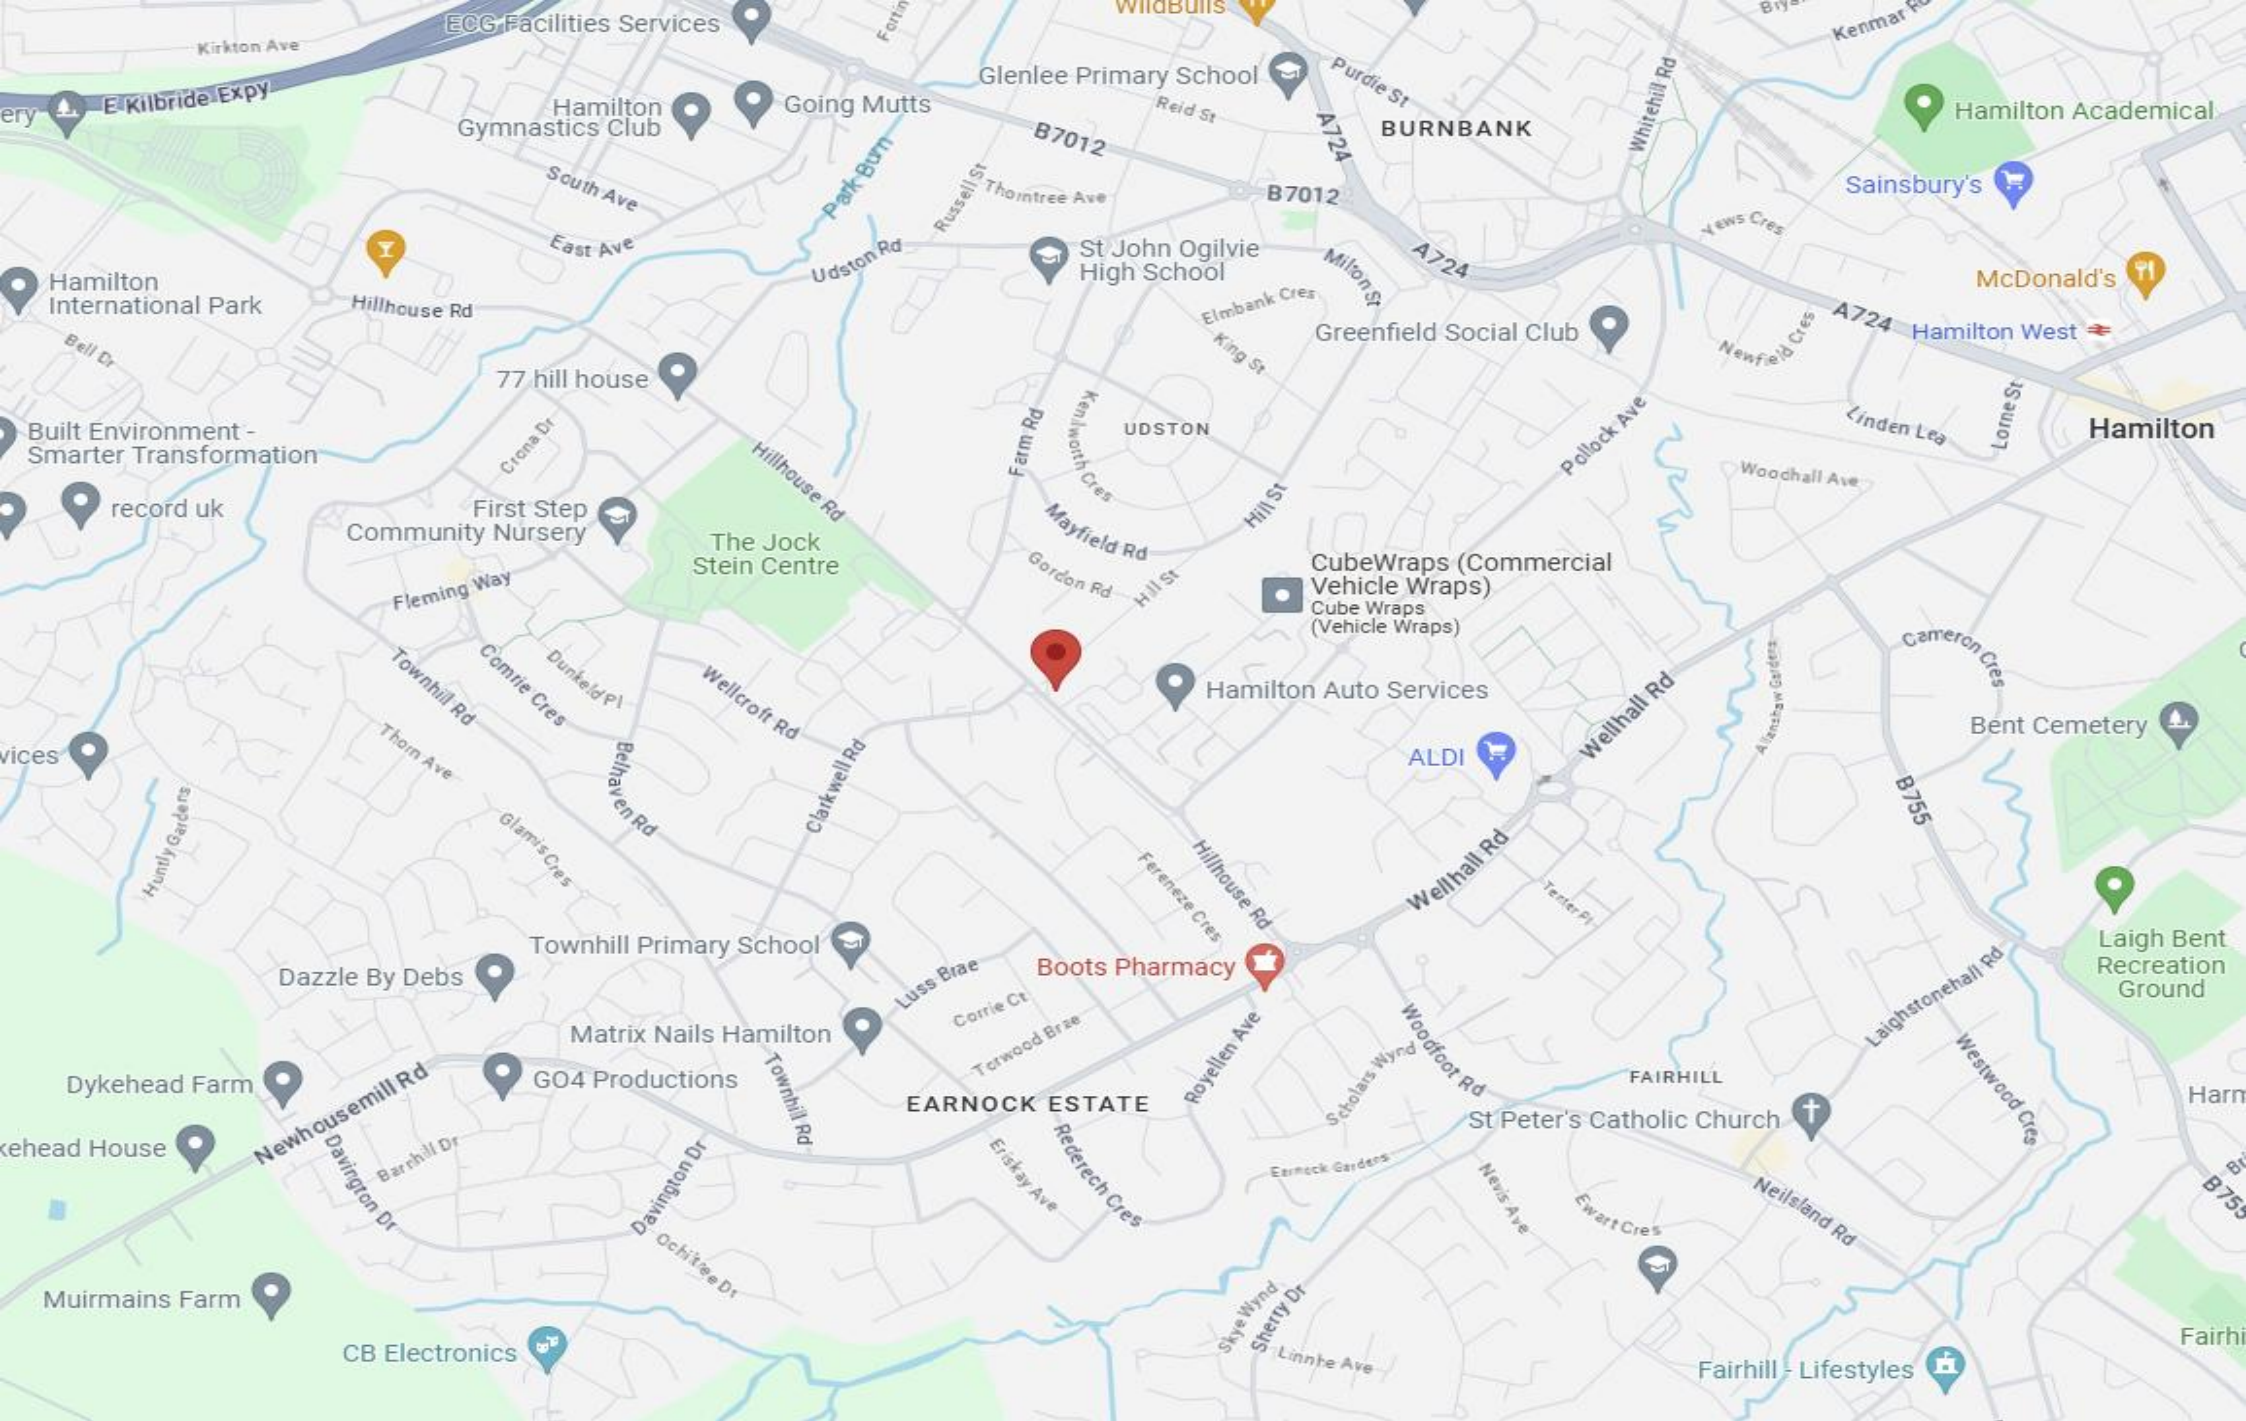 WildBulls
Kenmar Rd
ECG Facilities Services
Kirkton Ave
Glenlee Primary School
Purdie St
Whitehill Rd
E Kilbride Expy
Hamilton
Gymnastics Club
Going Mutts
Reid St
A724
BURNBANK
Hamilton Academical
B7012
Park Burn
South Ave
Russell St
Thorntree Ave
B7012
Sainsbury's
East Ave
Udston Rd
St John Ogilvie
High School
Milton St
A724
Yews Cres
McDonald's
Hamilton
International Park
Hillhouse Rd
Elmbank Cres
King St
Greenfield Social Club
Newfield Cres
A724
Hamilton West
Bell Dr
77 hill house
Built Environment -
Smarter Transformation
Crona Dr
Hillhouse Rd
Farm Rd
Kenilworth Cres
UDSTON
Pollock Ave
Linden Lea
Lorne St
Hamilton
Woodhall Ave
record uk
First Step
Community Nursery
The Jock
Stein Centre
Mayfield Rd
Hill St
Gordon Rd
Hill St
CubeWraps (Commercial
Vehicle Wraps)
Cube Wraps
(Vehicle Wraps)
Fleming Way
Townhill Rd
Comrie Cres
Dunkeld Pl
Wellcroft Rd
Hamilton Auto Services
Wellhall Rd
Allanshaw Gardens
Cameron Cres
Bent Cemetery
Thorn Ave
Belhaven Rd
Clarkwell Rd
ALDI
B755
Huntly Gardens
Glamis Cres
Hillhouse Rd
Fereneze Cres
Wellhall Rd
Tenter Pl
Laigh Bent
Recreation
Ground
Townhill Primary School
Dazzle By Debs
Luss Brae
Corrie Ct
Boots Pharmacy
Laighstonehall Rd
Matrix Nails Hamilton
Torwood Brae
Royellen Ave
Scholars Wynd
Woodfoot Rd
Westwood Cres
Dykehead Farm
Newhousemill Rd
GO4 Productions
Townhill Rd
EARNOCK ESTATE
FAIRHILL
St Peter's Catholic Church
Davington Dr
Barnhill Dr
Davington Dr
Eriskay Ave
Rederech Cres
Earnock Gardens
Nevis Ave
Ewart Cres
Neilsland Rd
B755
Ochiltree Dr
Muirmains Farm
Skye Wynd
Sherry Dr
Linnhe Ave
CB Electronics
Fairhill - Lifestyles